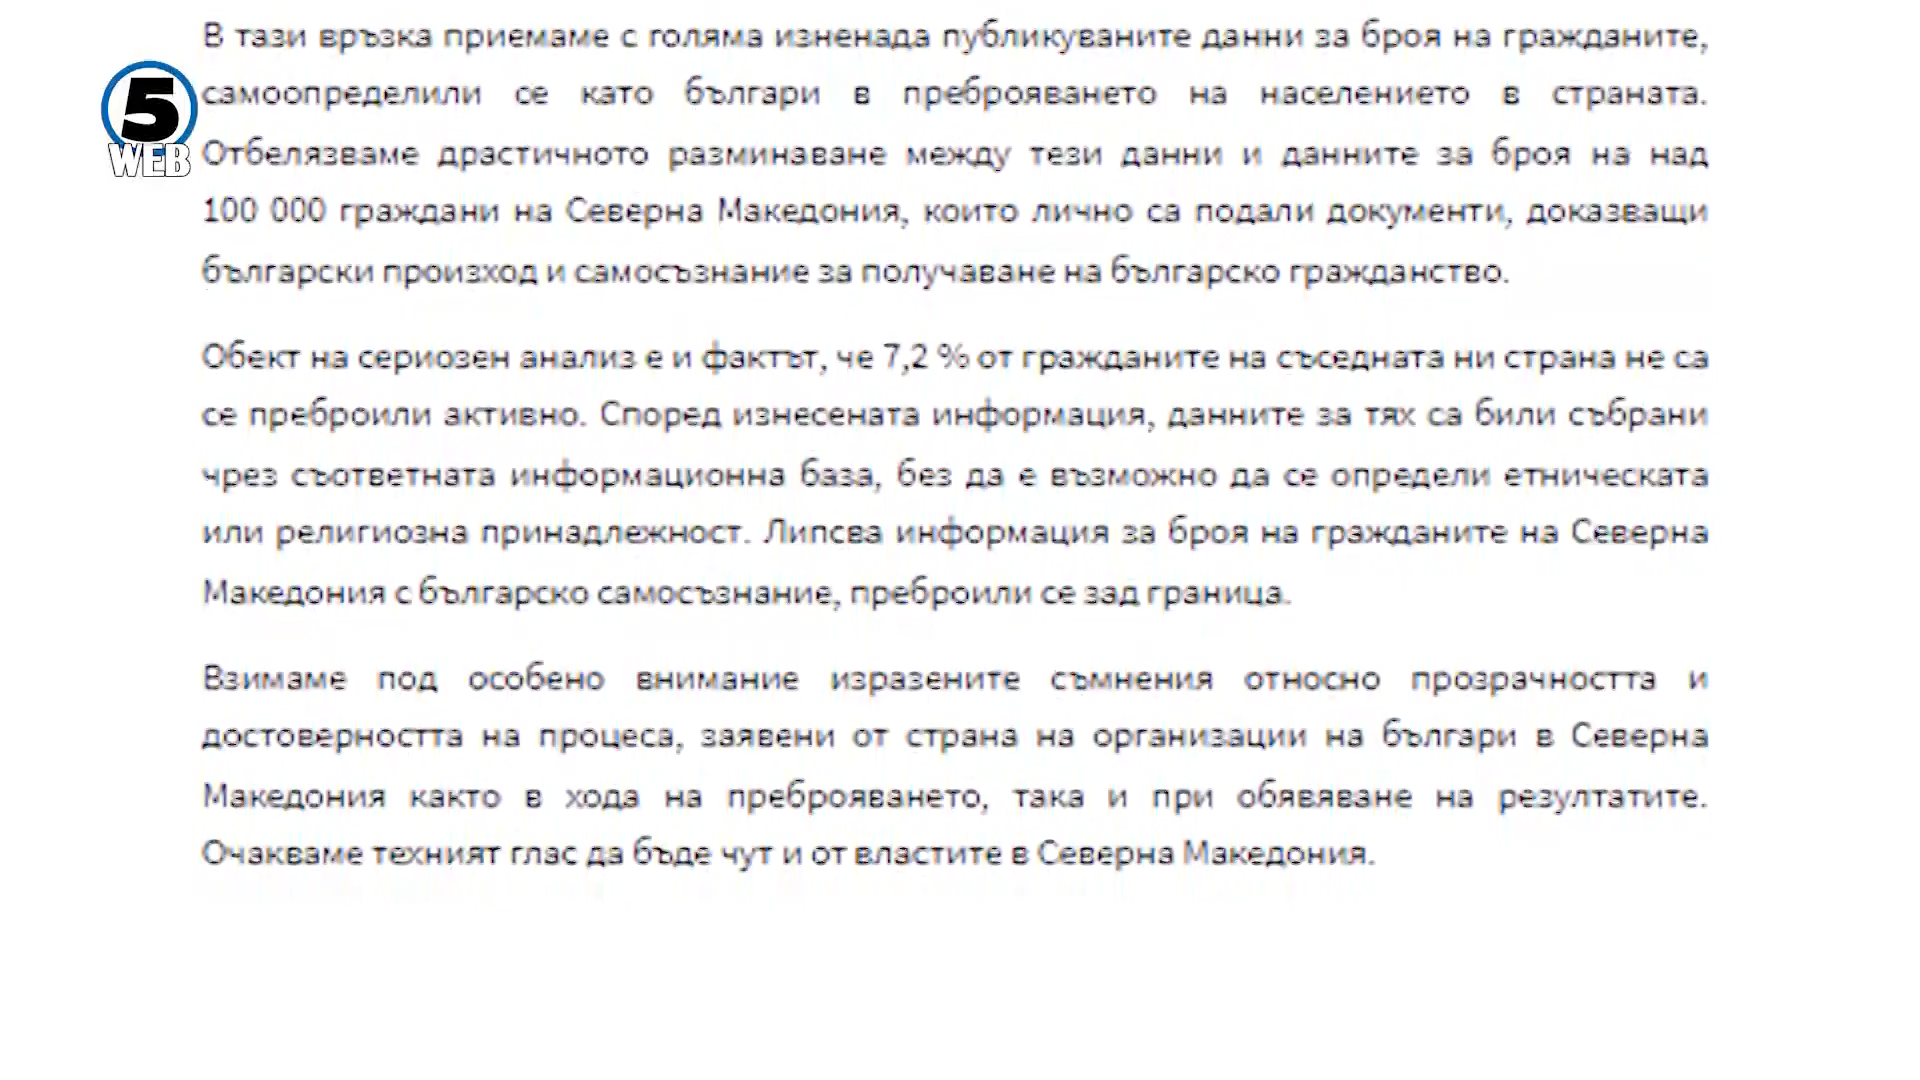 В тази връзка приемаме с голяма изненада публикуваните данни за броя на гражданите,
самоопределили се като българи в преброяването на населението в страната.
Отбелязваме драстичното разминаване между тези данни и данните за броя на над
100 000 граждани на Северна Македония, които лично са подали документи, доказващи
български произход и самосъзнание за получаване на българско гражданство.
Обект на сериозен анализ е и фактът, че 7,2 % от гражданите на съседната ни страна не са
се преброили активно. Според изнесената информация, данните за тях са били събрани
чрез съответната информационна база, без да е възможно да се определи етническата
или религиозна принадлежност. Липсва информация за броя на гражданите на Северна
Македония с българско самосъзнание, преброили се зад граница.
Взимаме под особено внимание изразените съмнения относно прозрачността и
достоверността на процеса, заявени от страна на организации на българи в Северна
Македония както в хода на преброяването, така и при обявяване на резултатите.
Очакваме техният глас да бъде чут и от властите в Северна Македония.
5
WEB